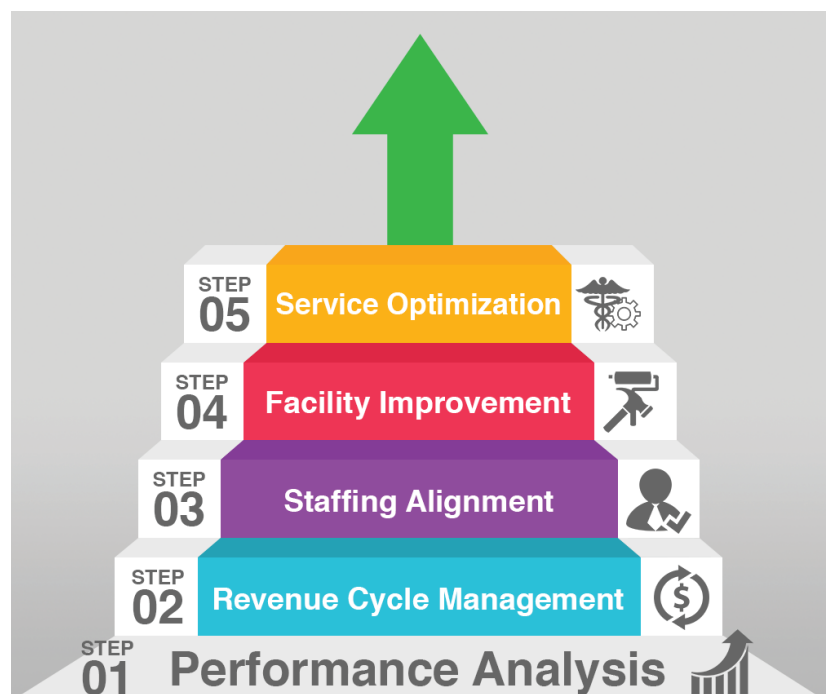 STEP
05
Service Optimization
STEP
04
Facility Improvement
STEP
03
Staffing Alignment
STEP
02
Revenue Cycle Management
$
STEP
01
Performance Analysis